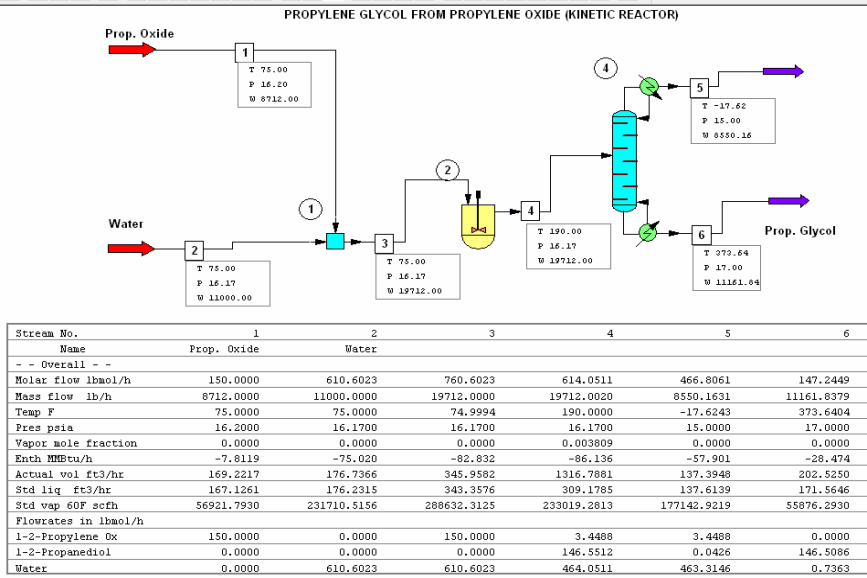 PROPYLENE GLYCOL FROM PROPYLENE OXIDE (KINETIC REACTOR)
Prop. Oxide
1
T 75.00
P 16.20
W 8712.00
4
5
T -17.62
P 15.00
W 8550.16
2
1
4
T 190.00
P 16.17
W 19712.00
Water
2
T 75.00
P 16.17
W 11000.00
3
T 75.00
P 16.17
W 19712.00
6
Prop. Glycol
T 373.64
P 17.00
W 11161.84
Stream No. 1 2 3 4 5 6
Name Prop. Oxide Water
- - Overall - -
Molar flow lbmol/h 150.0000 610.6023 760.6023 614.0511 466.8061 147.2449
Mass flow lb/h 8712.0000 11000.0000 19712.0000 19712.0020 8550.1631 11161.8379
Temp F 75.0000 75.0000 74.9994 190.0000 -17.6243 373.6404
Pres psia 16.2000 16.1700 16.1700 16.1700 15.0000 17.0000
Vapor mole fraction 0.0000 0.0000 0.0000 0.003809 0.0000 0.0000
Enth MMBtu/h -7.8119 -75.020 -82.832 -86.136 -57.901 -28.474
Actual vol ft3/hr 169.2217 176.7366 345.9582 1316.7881 137.3948 202.5250
Std liq ft3/hr 167.1261 176.2315 343.3576 309.1785 137.6139 171.5646
Std vap 60F scfh 56921.7930 231710.5156 288632.3125 233019.2813 177142.9219 55876.2930
Flowrates in lbmol/h
1-2-Propylene Ox 150.0000 0.0000 150.0000 3.4488 3.4488 0.0000
1-2-Propanediol 0.0000 0.0000 0.0000 146.5512 0.0426 146.5086
Water 0.0000 610.6023 610.6023 464.0511 463.3146 0.7363